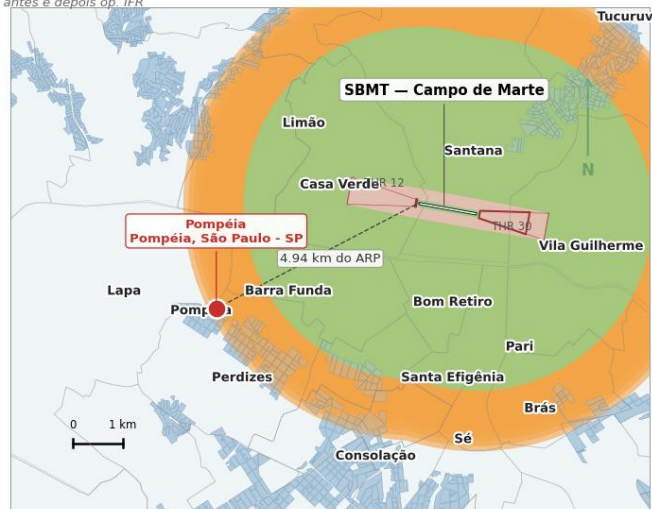 antes e depois op. IFR
Tucuruv
SBMT — Campo de Marte
Limão
Santana
N
Casa Verde
THR 12
Pompéia
Pompéia, São Paulo - SP
THR 30
Vila Guilherme
4.94 km do ARP
Lapa
Barra Funda
Bom Retiro
Pompéia
Pari
Perdizes
Santa Efigênia
Brás
0 1 km
Sé
Consolação